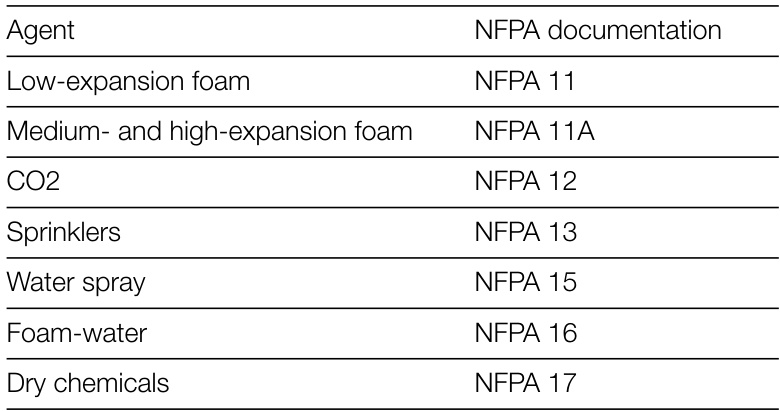 Agent NFPA documentation
Low-expansion foam NFPA 11
Medium- and high-expansion foam NFPA 11A
CO2 NFPA 12
Sprinklers NFPA 13
Water spray NFPA 15
Foam-water NFPA 16
Dry chemicals NFPA 17